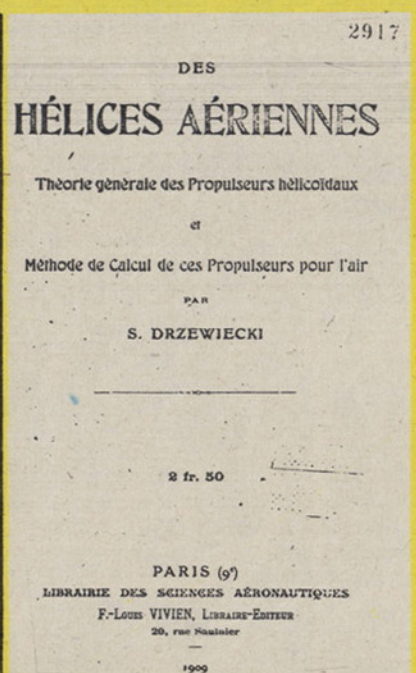 2917
DES
HÉLICES AÉRIENNES
Théorie générale des Propulseurs hélicoïdaux
et
Méthode de Calcul de ces Propulseurs pour l'air
PAR
S. DRZEWIECKI
2 fr. 50
PARIS (9e)
LIBRAIRIE DES SCIENCES AÉRONAUTIQUES
F.-Louis VIVIEN, Libraire-Editeur
20, rue Saulnier
1909